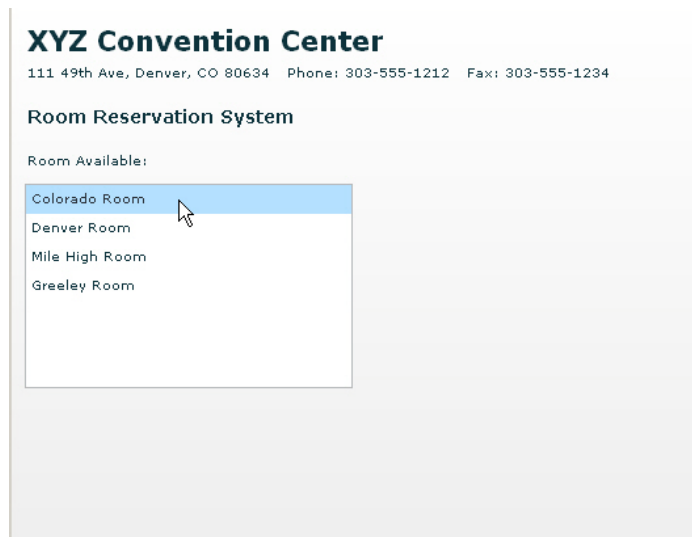 XYZ Convention Center
111 49th Ave, Denver, CO 80634 Phone: 303-555-1212 Fax: 303-555-1234
Room Reservation System
Room Available:
Colorado Room
Denver Room
Mile High Room
Greeley Room